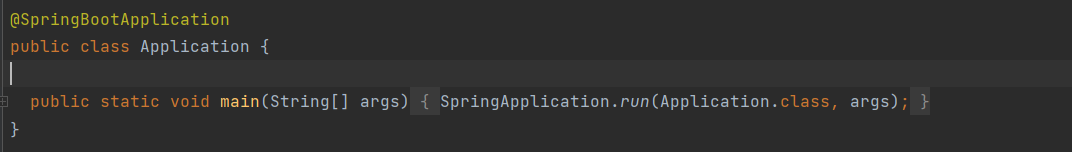 @SpringBootApplication
public class Application {
public static void main(String[] args) { SpringApplication.run(Application.class, args); }
}